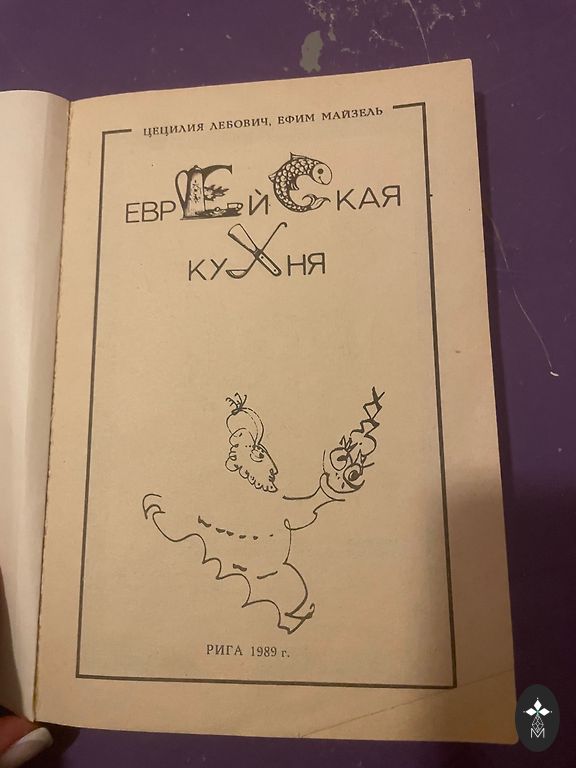 ЦЕЦИЛИЯ ЛЕБОВИЧ, ЕФИМ МАЙЗЕЛЬ
ЕВРЕЙСКАЯ
КУХНЯ
РИГА 1989 г.
M